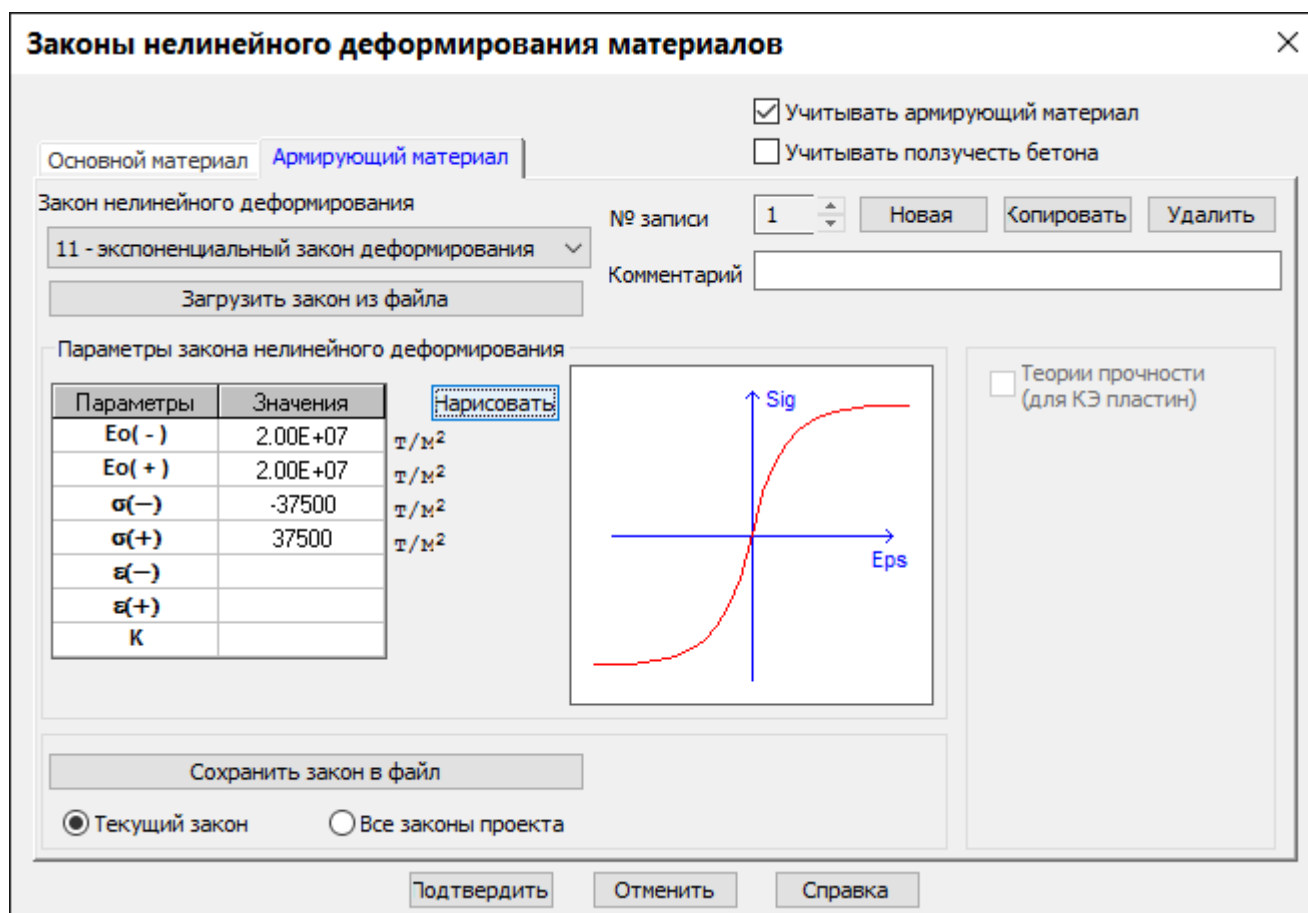 Законы нелинейного деформирования материалов
Учитывать армирующий материал
Учитывать ползучесть бетона
Основной материал Армирующий материал
Закон нелинейного деформирования
11 - экспоненциальный закон деформирования
Загрузить закон из файла
№ записи 1 Новая Копировать Удалить
Комментарий
Параметры закона нелинейного деформирования
Параметры Значения
Eo( - ) 2.00E+07 т/м²
Eo( + ) 2.00E+07 т/м²
σ(—) -37500 т/м²
σ(+) 37500 т/м²
ε(—)
ε(+)
K
Нарисовать
Sig
Eps
Теории прочности
(для КЭ пластин)
Сохранить закон в файл
Текущий закон Все законы проекта
Подтвердить Отменить Справка